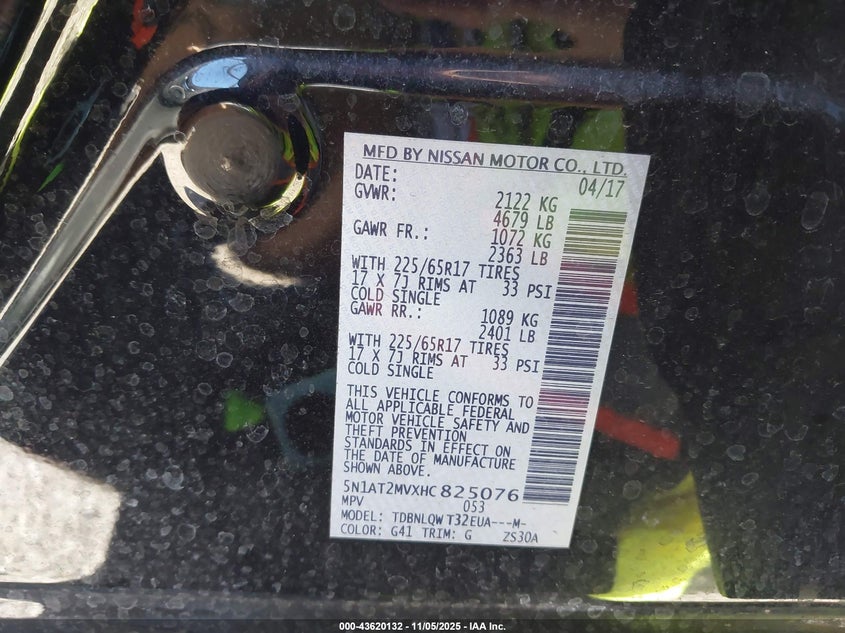 MFD BY NISSAN MOTOR CO., LTD.
DATE: 04/17
GVWR: 2122 KG
4679 LB
GAWR FR.: 1072 KG
2363 LB
WITH 225/65R17 TIRES
17 X 7J RIMS AT 33 PSI
COLD SINGLE
GAWR RR.: 1089 KG
2401 LB
WITH 225/65R17 TIRES
17 X 7J RIMS AT 33 PSI
COLD SINGLE
THIS VEHICLE CONFORMS TO
ALL APPLICABLE FEDERAL
MOTOR VEHICLE SAFETY AND
THEFT PREVENTION
STANDARDS IN EFFECT ON
THE DATE OF MANUFACTURE
SHOWN ABOVE.
5N1AT2MVXHC825076
MPV 053
MODEL: TDBNLQW T32EUA---M-
COLOR: G41 TRIM: G ZS30A
000-43620132 - 11/05/2025 - IAA Inc.